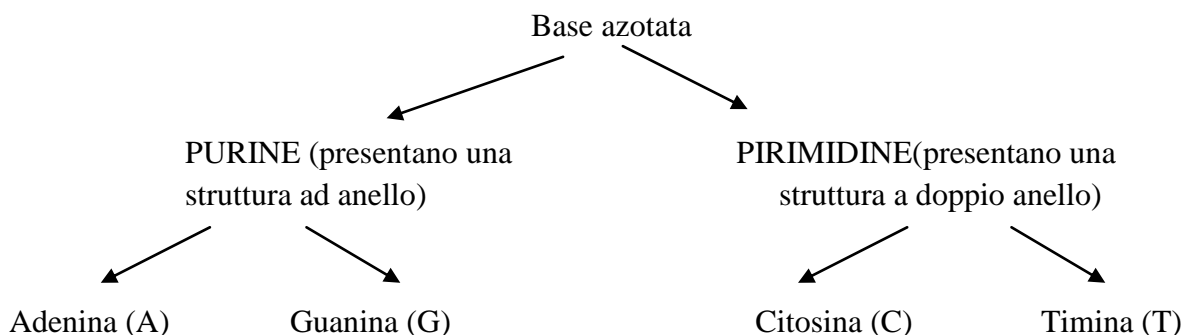 Base azotata
PURINE (presentano una
struttura ad anello)
PIRIMIDINE(presentano una
struttura a doppio anello)
Adenina (A)
Guanina (G)
Citosina (C)
Timina (T)